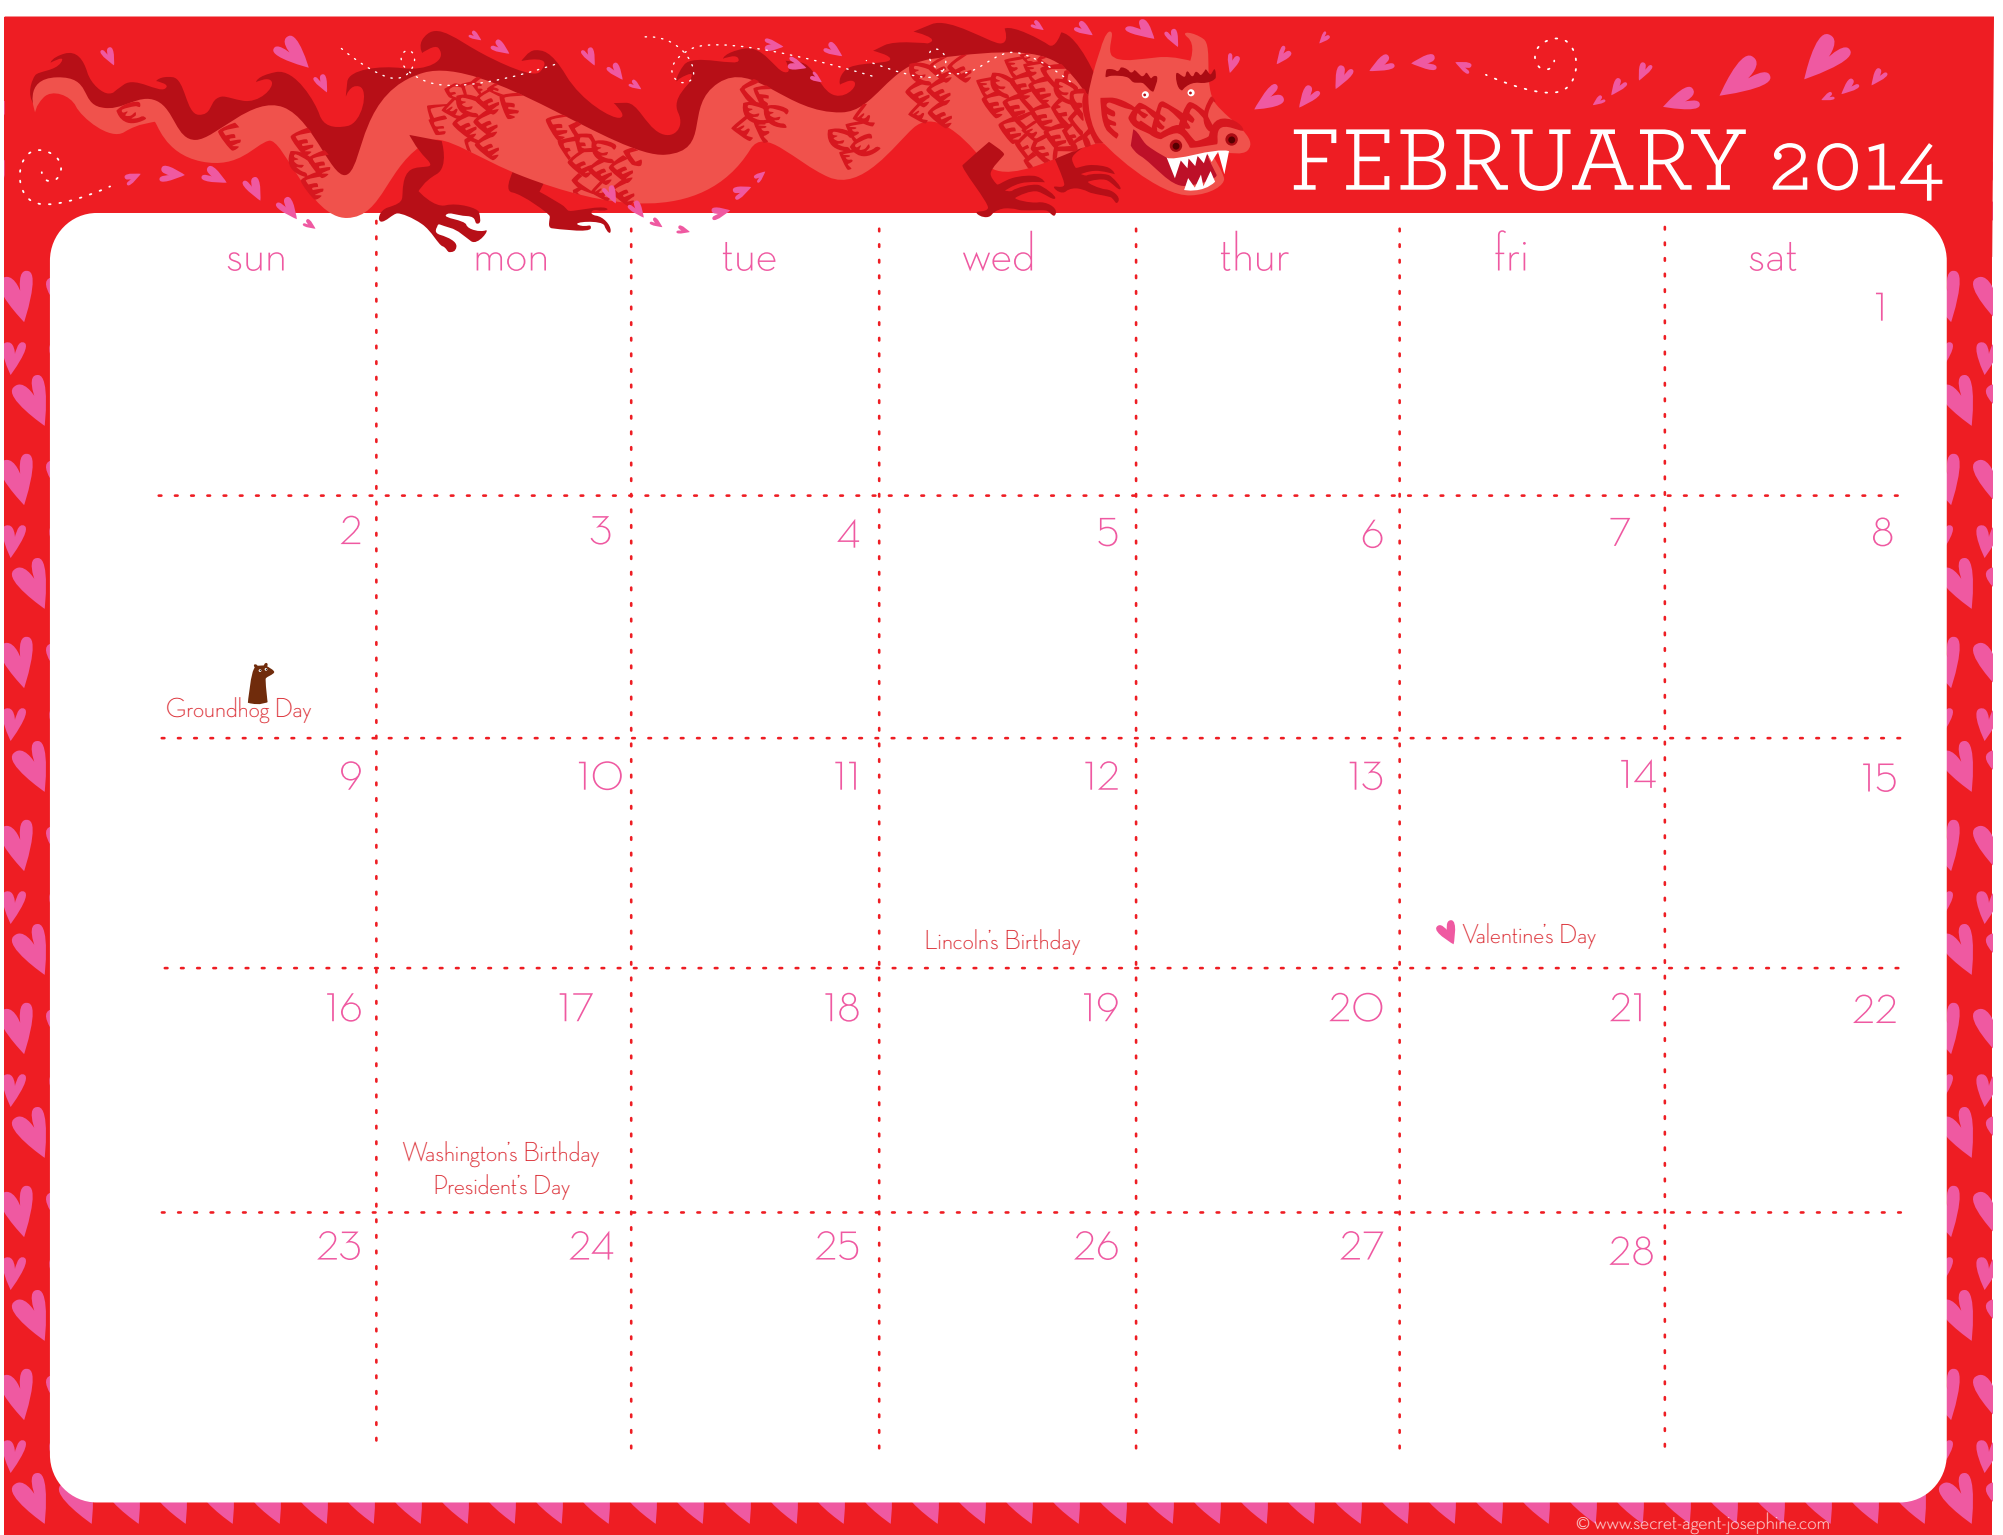 FEBRUARY 2014
sun mon tue wed thur fri sat
1
2 3 4 5 6 7 8
Groundhog Day
9 10 11 12 13 14 15
Lincoln's Birthday Valentine's Day
16 17 18 19 20 21 22
Washington's Birthday
President's Day
23 24 25 26 27 28
© www.secret-agent-josephine.com